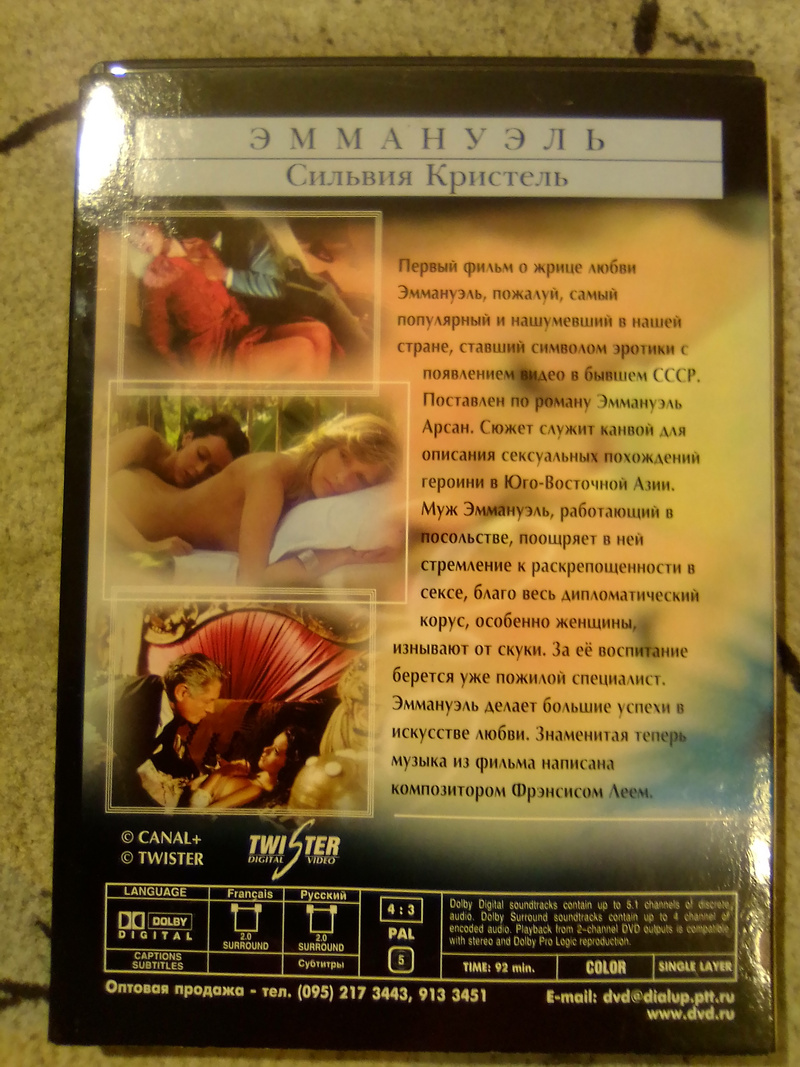 ЭММАНУЭЛЬ
Сильвия Кристель
Первый фильм о жрице любви
Эммануэль, пожалуй, самый
популярный и нашумевший в нашей
стране, ставший символом эротики с
появлением видео в бывшем СССР.
Поставлен по роману Эммануэль
Арсан. Сюжет служит канвой для
описания сексуальных похождений
героини в Юго-Восточной Азии.
Муж Эммануэль, работающий в
посольстве, поощряет в ней
стремление к раскрепощенности в
сексе, благо весь дипломатический
корус, особенно женщины,
изнывают от скуки. За её воспитание
берется уже пожилой специалист.
Эммануэль делает большие успехи в
искусстве любви. Знаменитая теперь
музыка из фильма написана
композитором Фрэнсисом Леем.
© CANAL+
© TWISTER
TWISTER
DIGITAL VIDEO
LANGUAGE
Français
Русский
DOLBY
DIGITAL
2.0
SURROUND
2.0
SURROUND
CAPTIONS
SUBTITLES
Субтитры
4:3
PAL
5
Dolby Digital soundtracks contain up to 5.1 channels of discrete,
audio. Dolby Surround soundtracks contain up to 4 channel of
encoded audio. Playback from 2-channel DVD outputs is compatible
with stereo and Dolby Pro Logic reproduction.
TIME: 92 min.
COLOR
SINGLE LAYER
Оптовая продажа - тел. (095) 217 3443, 913 3451
E-mail: dvd@dialup.ptt.ru
www.dvd.ru